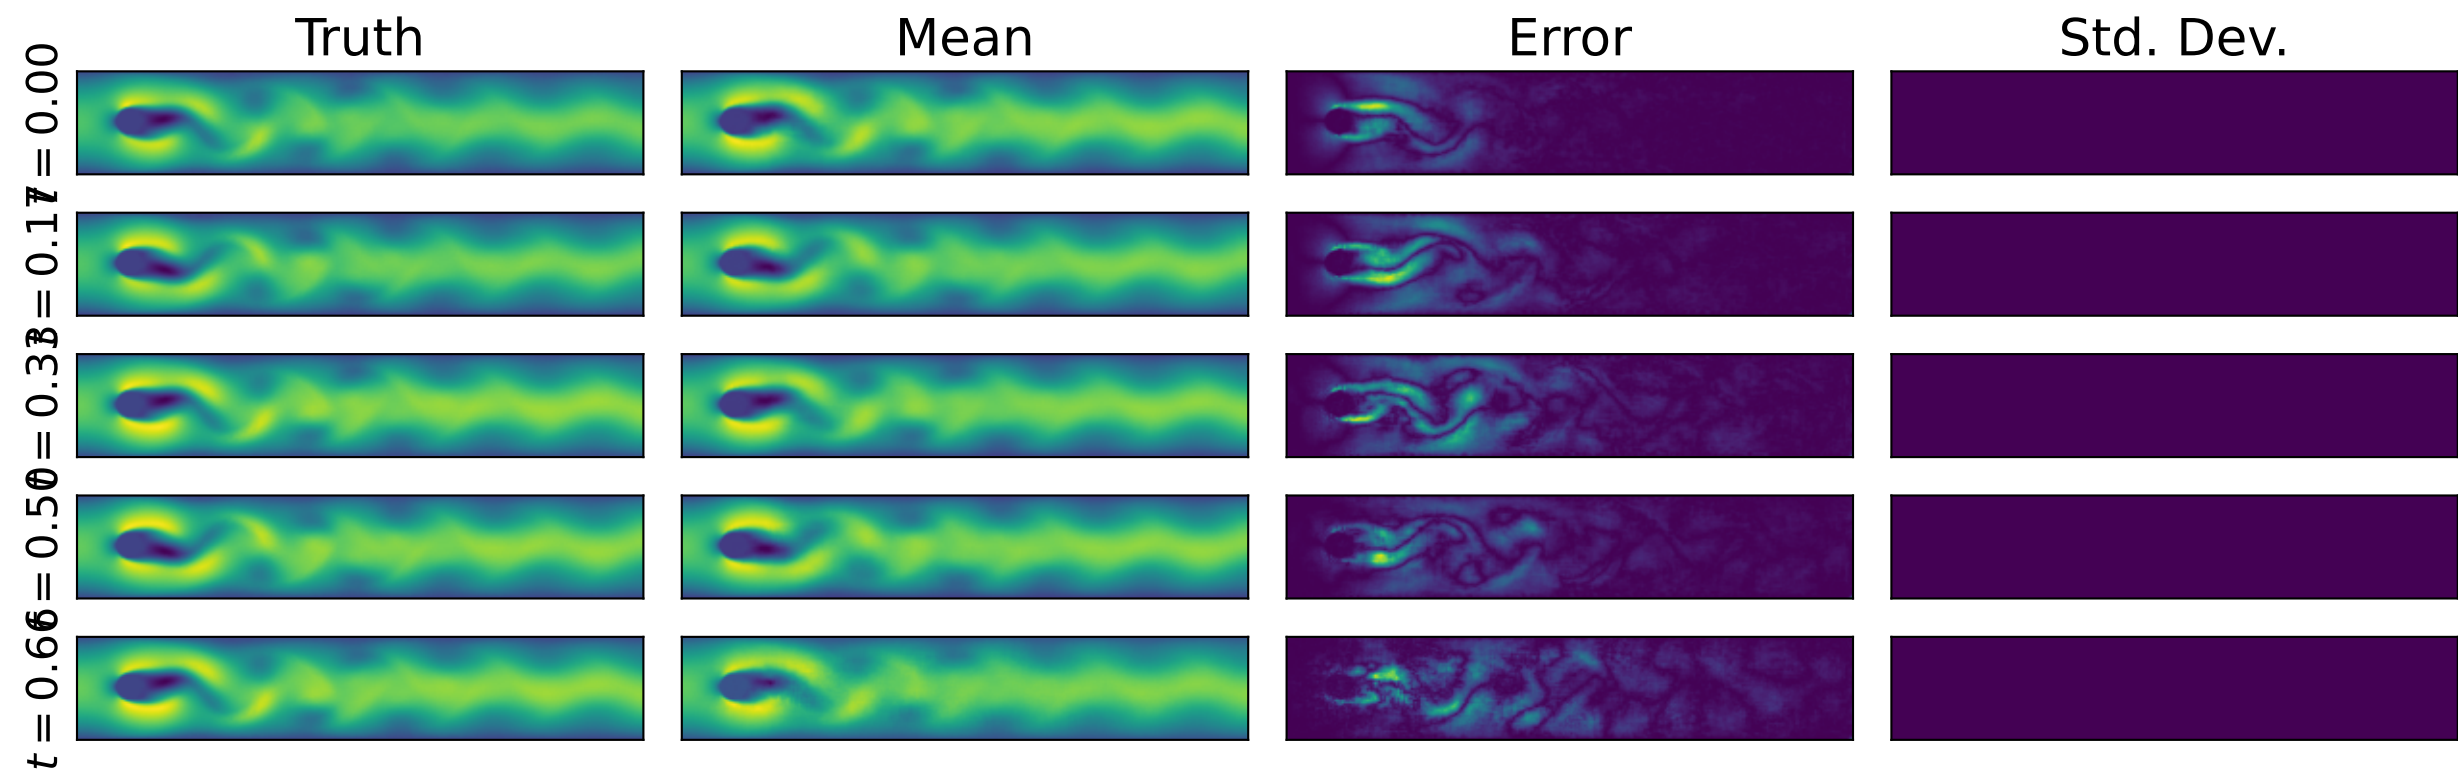 Truth Mean Error Std. Dev.
t = 0.00
t = 0.17
t = 0.33
t = 0.50
t = 0.66